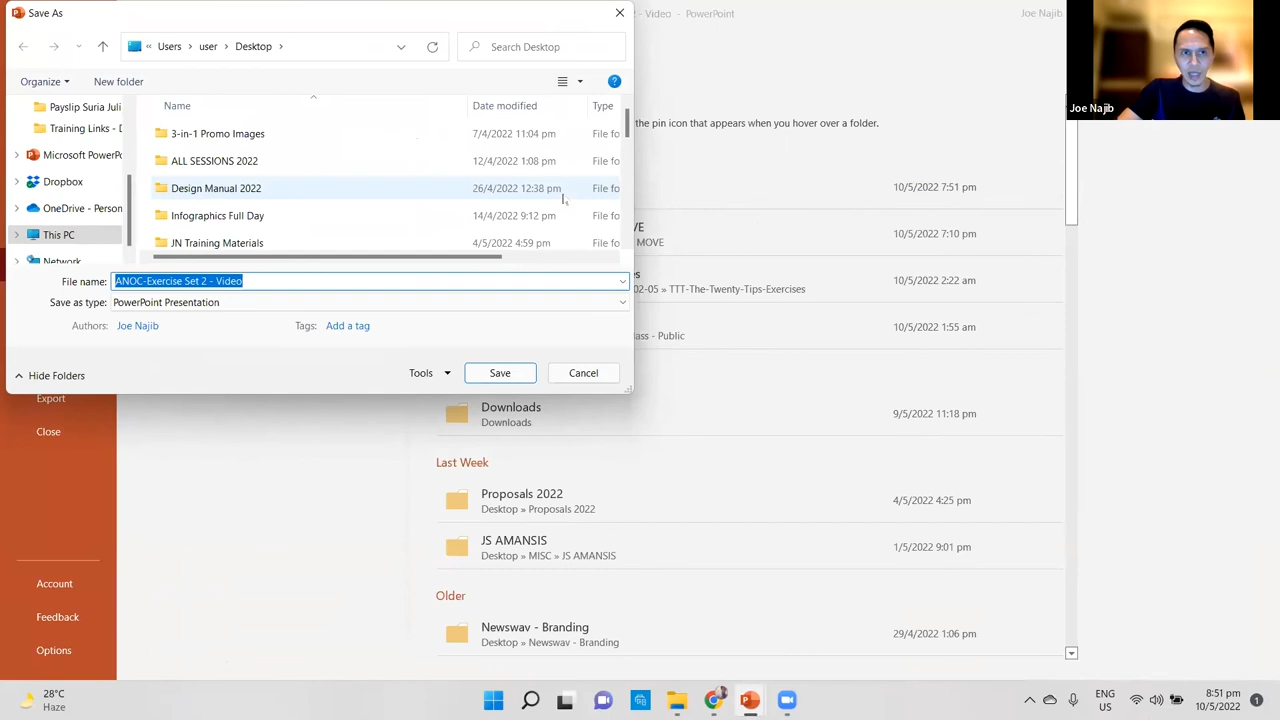 Save As
- Video - PowerPoint
Joe Najib
« Users > user > Desktop >
Search Desktop
Organize
New folder
Name
Date modified
Type
Payslip Suria Juli
Training Links - D
Microsoft PowerPo
Dropbox
OneDrive - Person
This PC
Network
3-in-1 Promo Images
7/4/2022 11:04 pm
File fo
ALL SESSIONS 2022
12/4/2022 1:08 pm
File fo
Design Manual 2022
26/4/2022 12:38 pm
File fo
Infographics Full Day
14/4/2022 9:12 pm
File fo
JN Training Materials
4/5/2022 4:59 pm
File fo
File name: ANOC-Exercise Set 2 - Video
Save as type: PowerPoint Presentation
Authors: Joe Najib
Tags: Add a tag
Hide Folders
Tools
Save
Cancel
Joe Najib
the pin icon that appears when you hover over a folder.
10/5/2022 7:51 pm
VE
MOVE
10/5/2022 7:10 pm
es
02-05 » TTT-The-Twenty-Tips-Exercises
10/5/2022 2:22 am
lass - Public
10/5/2022 1:55 am
Downloads
Downloads
9/5/2022 11:18 pm
Last Week
Proposals 2022
Desktop » Proposals 2022
4/5/2022 4:25 pm
JS AMANSIS
Desktop » MISC » JS AMANSIS
1/5/2022 9:01 pm
Older
Newswav - Branding
Desktop » Newswav - Branding
29/4/2022 1:06 pm
Export
Close
Account
Feedback
Options
28°C
Haze
ENG
US
8:51 pm
10/5/2022
1